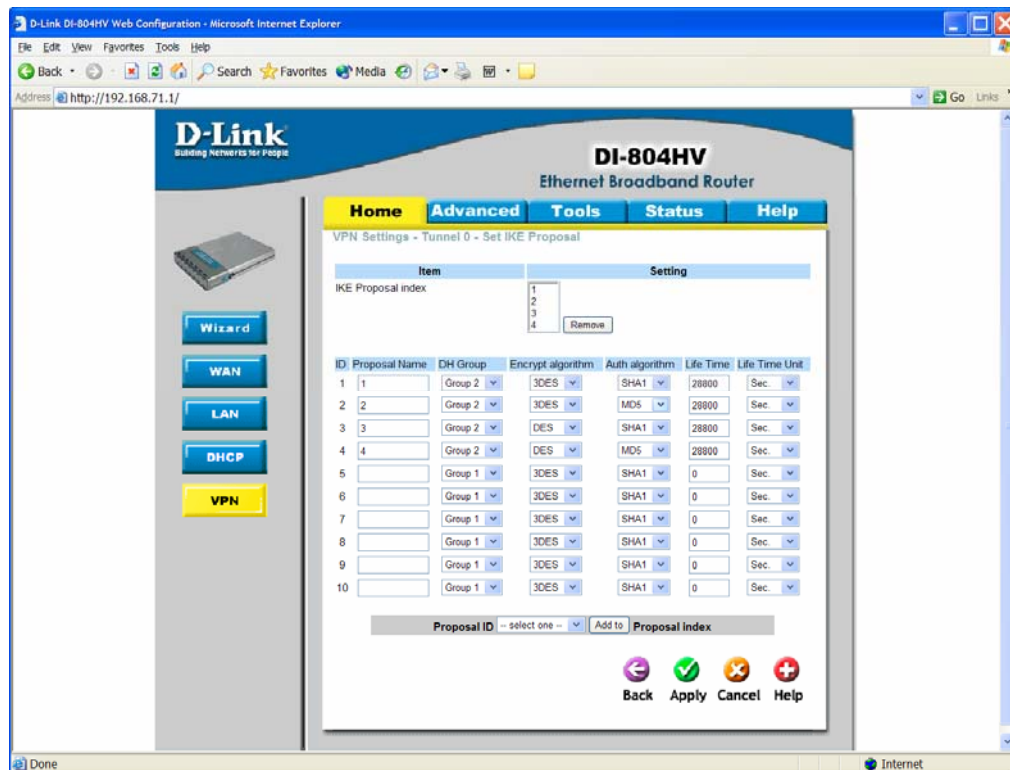 D-Link DI-804HV Web Configuration - Microsoft Internet Explorer
File Edit View Favorites Tools Help
Back Search Favorites Media
Address http://192.168.71.1/ Go Links
D-Link
Building Networks for People
DI-804HV
Ethernet Broadband Router
Home Advanced Tools Status Help
VPN Settings - Tunnel 0 - Set IKE Proposal
Item Setting
IKE Proposal index
1
2
3
4
Remove
Wizard
WAN
LAN
DHCP
VPN
ID Proposal Name DH Group Encrypt algorithm Auth algorithm Life Time Life Time Unit
1 1 Group 2 3DES SHA1 28800 Sec.
2 2 Group 2 3DES MD5 28800 Sec.
3 3 Group 2 DES SHA1 28800 Sec.
4 4 Group 2 DES MD5 28800 Sec.
5 Group 1 3DES SHA1 0 Sec.
6 Group 1 3DES SHA1 0 Sec.
7 Group 1 3DES SHA1 0 Sec.
8 Group 1 3DES SHA1 0 Sec.
9 Group 1 3DES SHA1 0 Sec.
10 Group 1 3DES SHA1 0 Sec.
Proposal ID -- select one -- Add to Proposal index
Back Apply Cancel Help
Done Internet